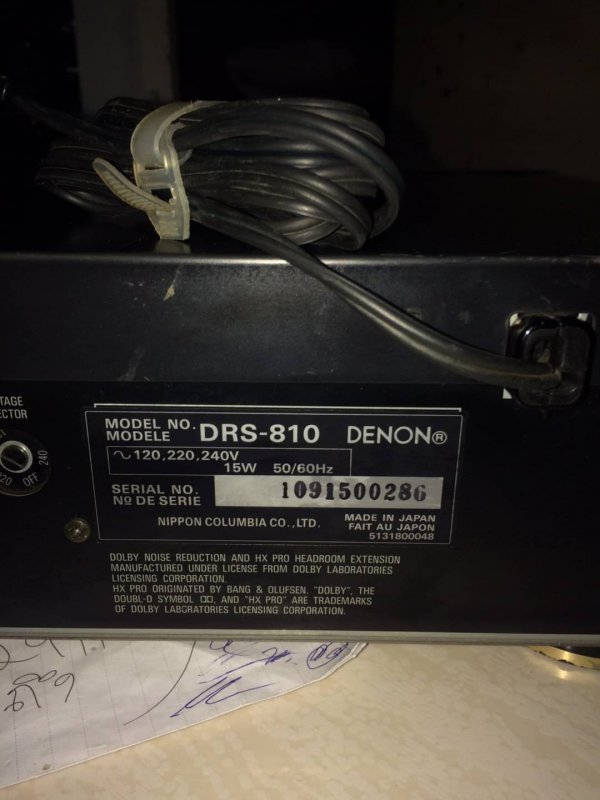 TAGE
ECTOR
240
OFF
220
MODEL NO. DRS-810 DENON®
MODELE
~ 120,220,240V
15W 50/60Hz
SERIAL NO. 1091500286
Nº DE SERIE
NIPPON COLUMBIA CO.,LTD. MADE IN JAPAN
FAIT AU JAPON
5131800048
DOLBY NOISE REDUCTION AND HX PRO HEADROOM EXTENSION
MANUFACTURED UNDER LICENSE FROM DOLBY LABORATORIES
LICENSING CORPORATION.
HX PRO ORIGINATED BY BANG & OLUFSEN. "DOLBY", THE
DOUBL-D SYMBOL, AND "HX PRO" ARE TRADEMARKS
OF DOLBY LABORATORIES LICENSING CORPORATION.